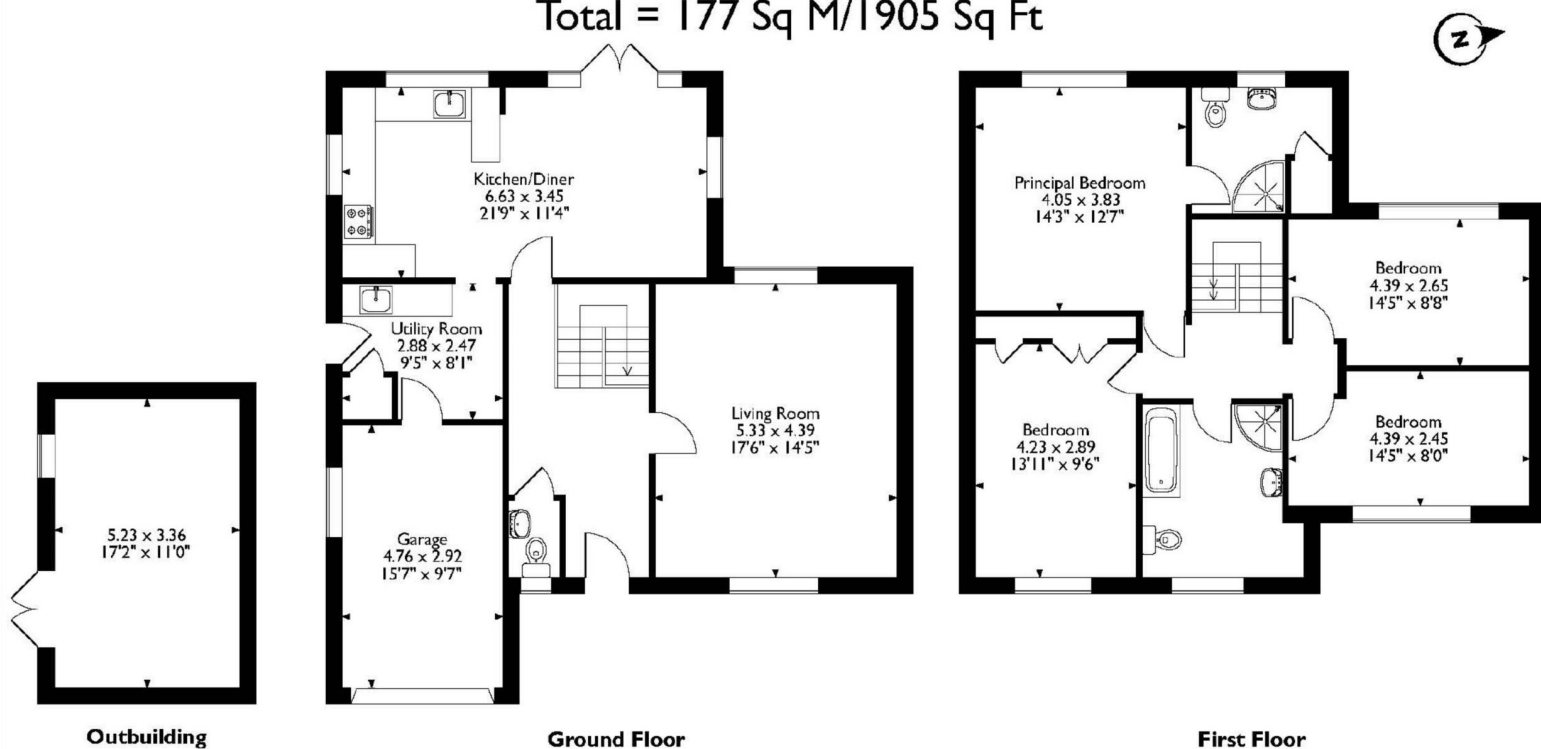 Total = 177 Sq M/1905 Sq Ft
Z
Kitchen/Diner
6.63 x 3.45
21'9" x 11'4"
Utility Room
2.88 x 2.47
9'5" x 8'1"
Living Room
5.33 x 4.39
17'6" x 14'5"
Garage
4.76 x 2.92
15'7" x 9'7"
5.23 x 3.36
17'2" x 11'0"
Principal Bedroom
4.05 x 3.83
14'3" x 12'7"
Bedroom
4.39 x 2.65
14'5" x 8'8"
Bedroom
4.23 x 2.89
13'11" x 9'6"
Bedroom
4.39 x 2.45
14'5" x 8'0"
Outbuilding
Ground Floor
First Floor